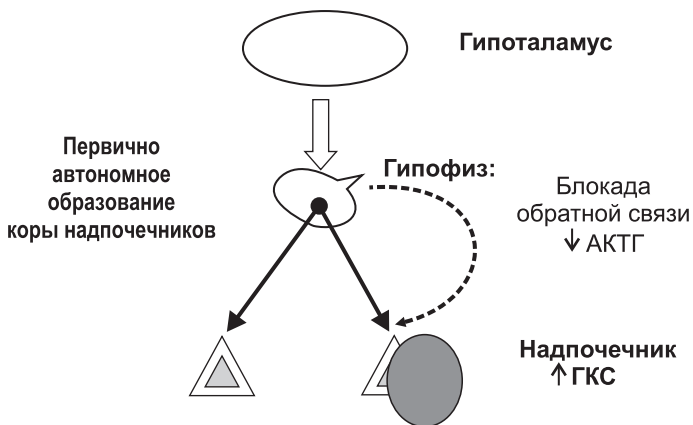 Гипоталамус
Первично
автономное
образование
коры надпочечников
Гипофиз:
Блокада
обратной связи
↓ АКТГ
Надпочечник
↑ ГКС